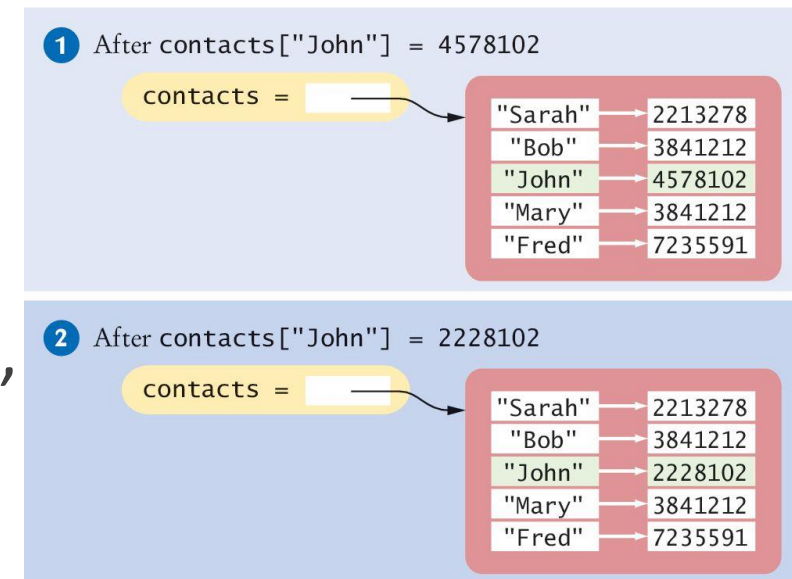 1 After contacts["John"] = 4578102
contacts =
"Sarah" 2213278
"Bob" 3841212
"John" 4578102
"Mary" 3841212
"Fred" 7235591
,
2 After contacts["John"] = 2228102
contacts =
"Sarah" 2213278
"Bob" 3841212
"John" 2228102
"Mary" 3841212
"Fred" 7235591